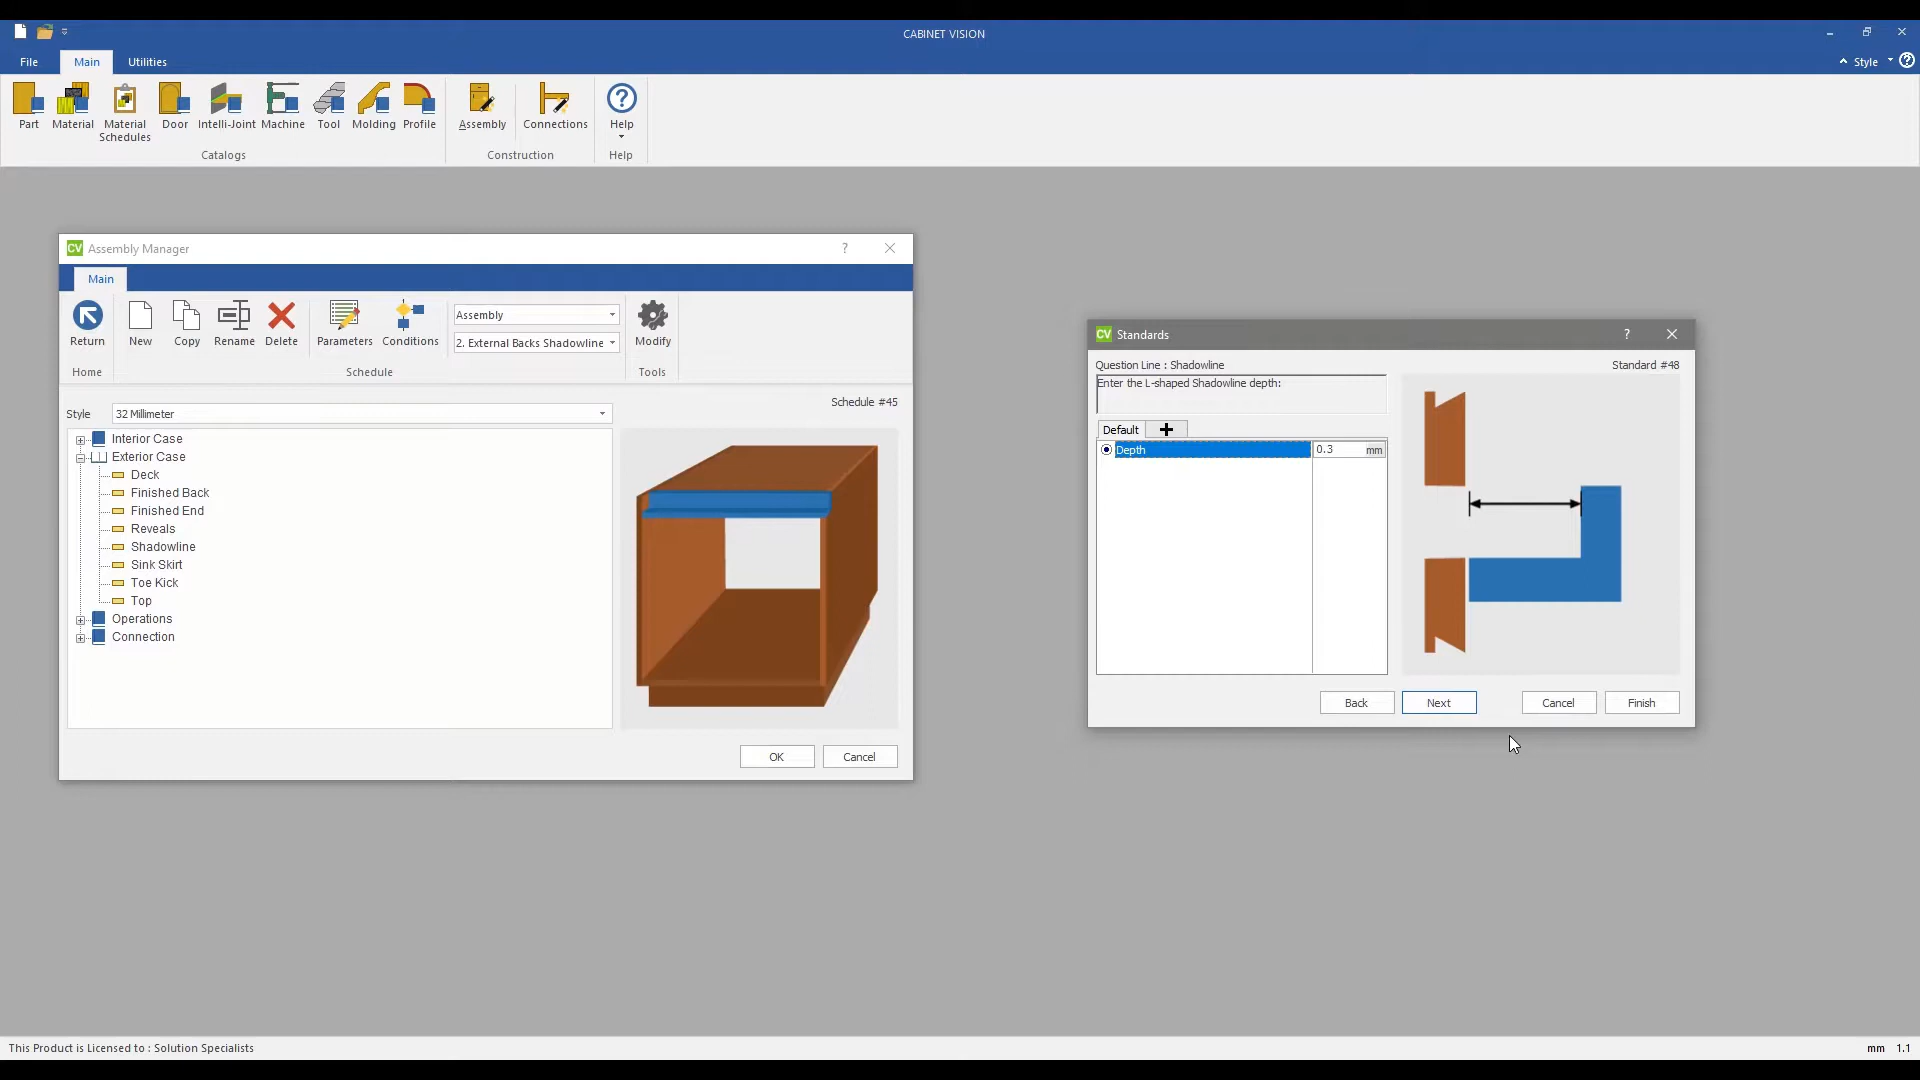 CABINET VISION
File
Main
Utilities
Style
Part
Material
Material
Schedules
Door
Intelli-Joint
Machine
Tool
Molding
Profile
Catalogs
Assembly
Connections
Construction
Help
Help
CV Assembly Manager
?
Main
Return
Home
New
Copy
Rename
Delete
Parameters
Conditions
Schedule
Assembly
2. External Backs Shadowline
Modify
Tools
Style
32 Millimeter
Schedule #45
Interior Case
Exterior Case
Deck
Finished Back
Finished End
Reveals
Shadowline
Sink Skirt
Toe Kick
Top
Operations
Connection
OK
Cancel
CV Standards
?
Question Line : Shadowline
Standard #48
Enter the L-shaped Shadowline depth:
Default
Depth
0.3
mm
Back
Next
Cancel
Finish
This Product is Licensed to : Solution Specialists
mm
1.1